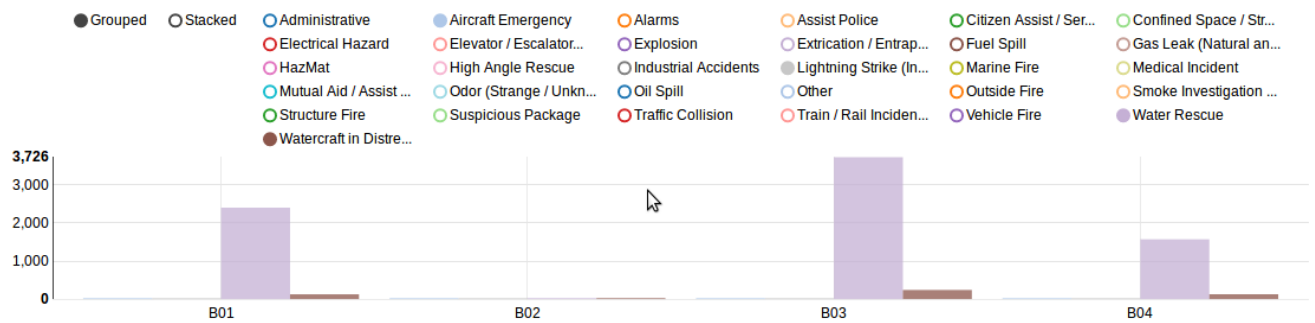 Grouped Stacked Administrative Aircraft Emergency Alarms Assist Police Citizen Assist / Ser... Confined Space / Str...
Electrical Hazard Elevator / Escalator... Explosion Extrication / Entrap... Fuel Spill Gas Leak (Natural an...
HazMat High Angle Rescue Industrial Accidents Lightning Strike (In... Marine Fire Medical Incident
Mutual Aid / Assist ... Odor (Strange / Unkn... Oil Spill Other Outside Fire Smoke Investigation ...
Structure Fire Suspicious Package Traffic Collision Train / Rail Inciden... Vehicle Fire Water Rescue
Watercraft in Distre...
3,726
3,000
2,000
1,000
0
B01 B02 B03 B04